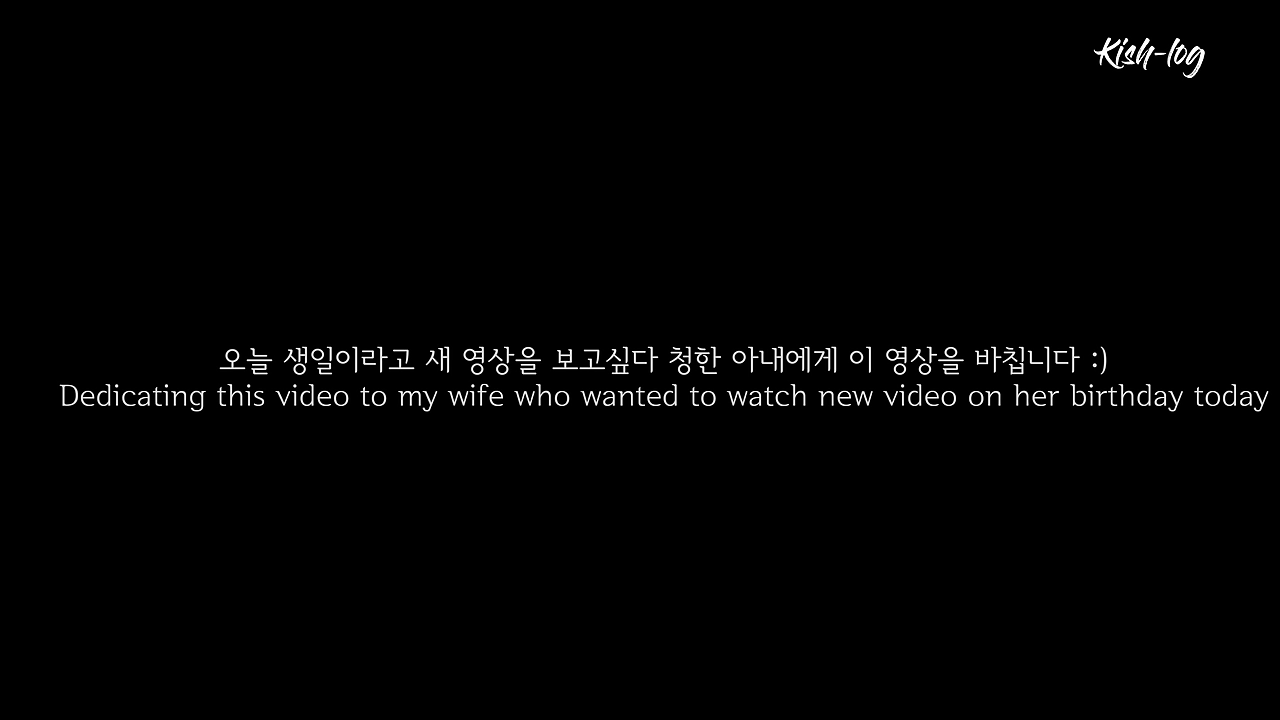 Kish-log
오늘 생일이라고 새 영상을 보고싶다 청한 아내에게 이 영상을 바칩니다 :)
Dedicating this video to my wife who wanted to watch new video on her birthday today